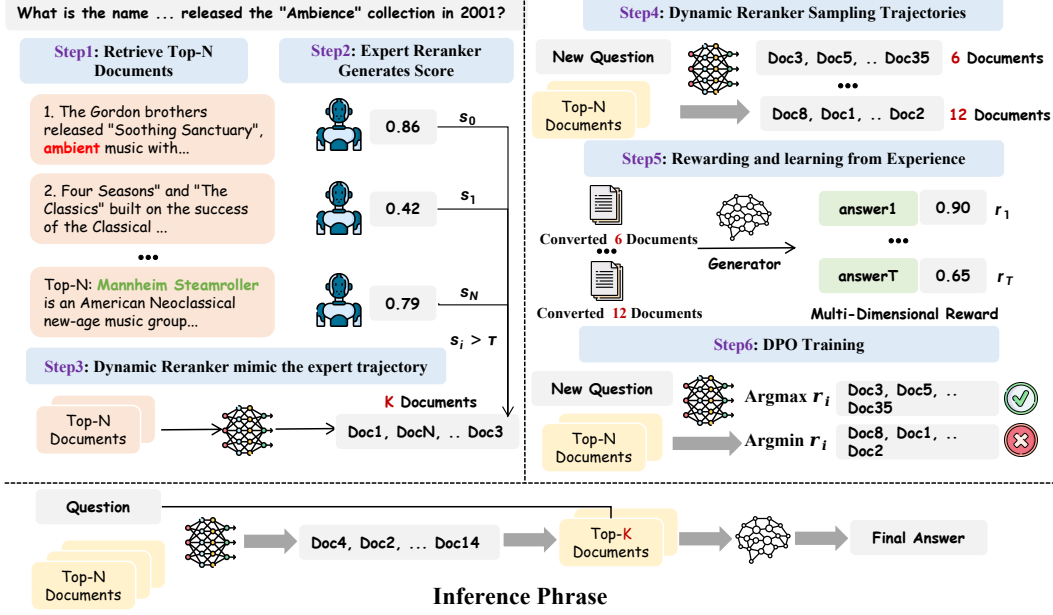 What is the name ... released the "Ambience" collection in 2001?
Step1: Retrieve Top-N
Documents
Step2: Expert Reranker
Generates Score
1. The Gordon brothers
released "Soothing Sanctuary",
ambient music with...
0.86
s0
2. Four Seasons" and "The
Classics" built on the success
of the Classical ...
0.42
s1
•••
Top-N: Mannheim Steamroller
is an American Neoclassical
new-age music group...
0.79
sN
si > τ
Step3: Dynamic Reranker mimic the expert trajectory
Top-N
Documents
K Documents
Doc1, DocN, .. Doc3
Step4: Dynamic Reranker Sampling Trajectories
New Question
Top-N
Documents
Doc3, Doc5, .. Doc35
6 Documents
•••
Doc8, Doc1, .. Doc2
12 Documents
Step5: Rewarding and learning from Experience
Converted 6 Documents
•••
Converted 12 Documents
Generator
answer1
0.90
r1
•••
answerT
0.65
rT
Multi-Dimensional Reward
Step6: DPO Training
New Question
Top-N
Documents
Argmax ri
Doc3, Doc5, ..
Doc35
Argmin ri
Doc8, Doc1, ..
Doc2
Question
Top-N
Documents
Doc4, Doc2, ... Doc14
Top-K
Documents
Final Answer
Inference Phrase